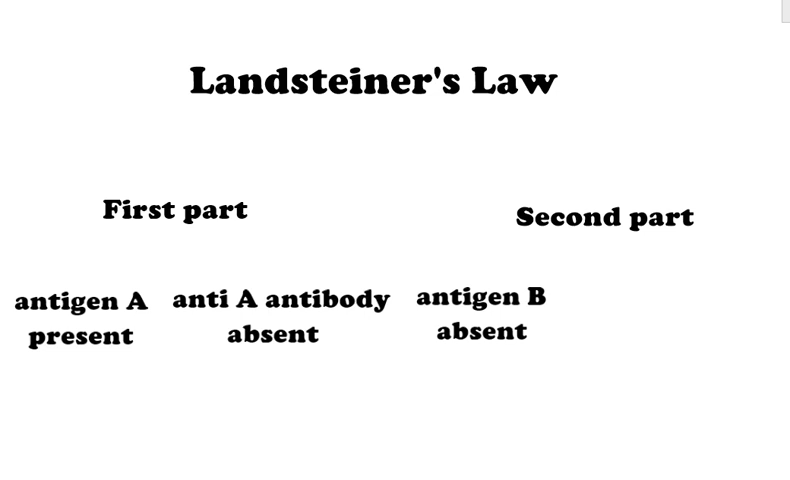 Landsteiner's Law
First part
Second part
antigen A
present
anti A antibody
absent
antigen B
absent